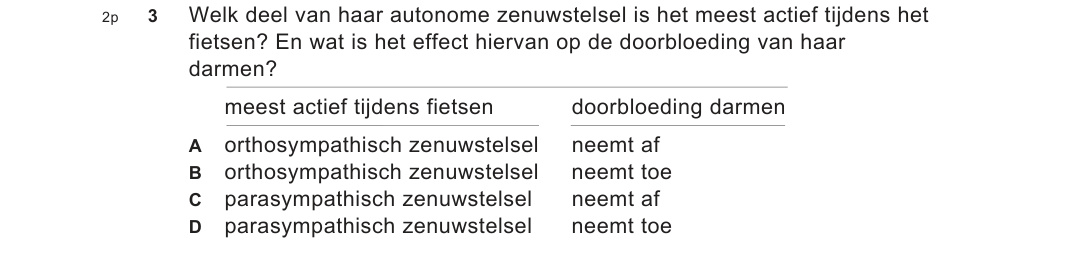 2p 3 Welk deel van haar autonome zenuwstelsel is het meest actief tijdens het
fietsen? En wat is het effect hiervan op de doorbloeding van haar
darmen?
meest actief tijdens fietsen doorbloeding darmen
A orthosympathisch zenuwstelsel neemt af
B orthosympathisch zenuwstelsel neemt toe
C parasympathisch zenuwstelsel neemt af
D parasympathisch zenuwstelsel neemt toe